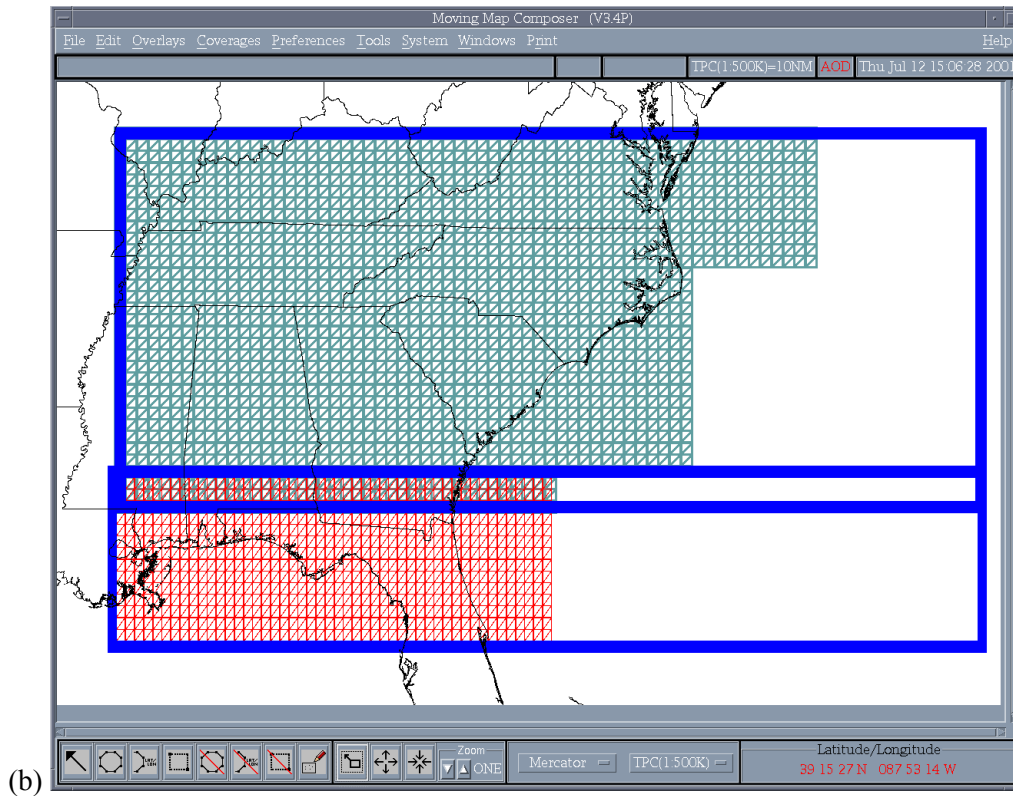 Moving Map Composer (V3.4P)
File Edit Overlays Coverages Preferences Tools System Windows Print Help
TPC(1:500K)=10NM AOD Thu Jul 12 15:06:28 2001
Zoom
ONE
Mercator
TPC(1:500K)
Latitude/Longitude
39 15 27 N 087 53 14 W
(b)